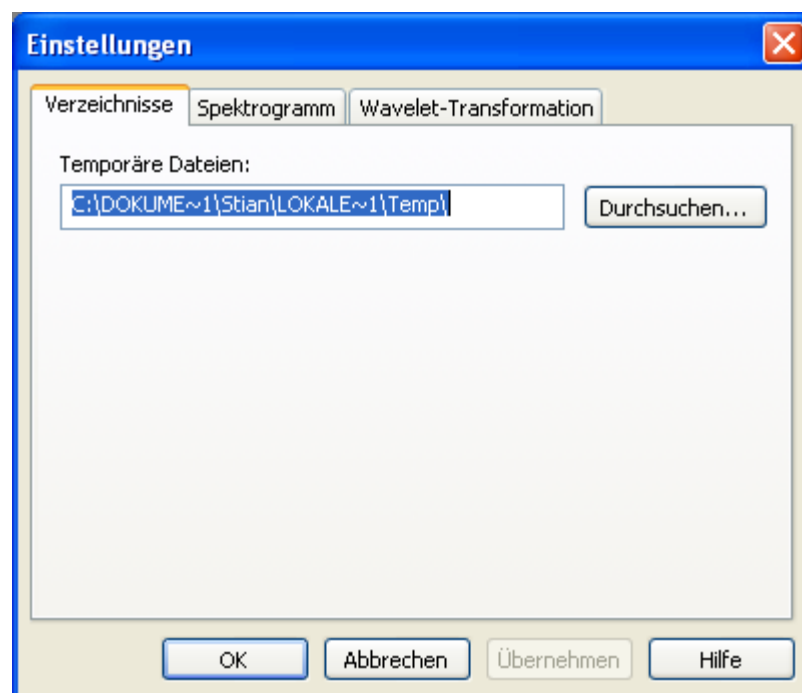 Einstellungen
Verzeichnisse Spektrogramm Wavelet-Transformation
Temporäre Dateien:
C:\DOKUME~1\Stian\LOKALE~1\Temp\ Durchsuchen...
OK Abbrechen Übernehmen Hilfe